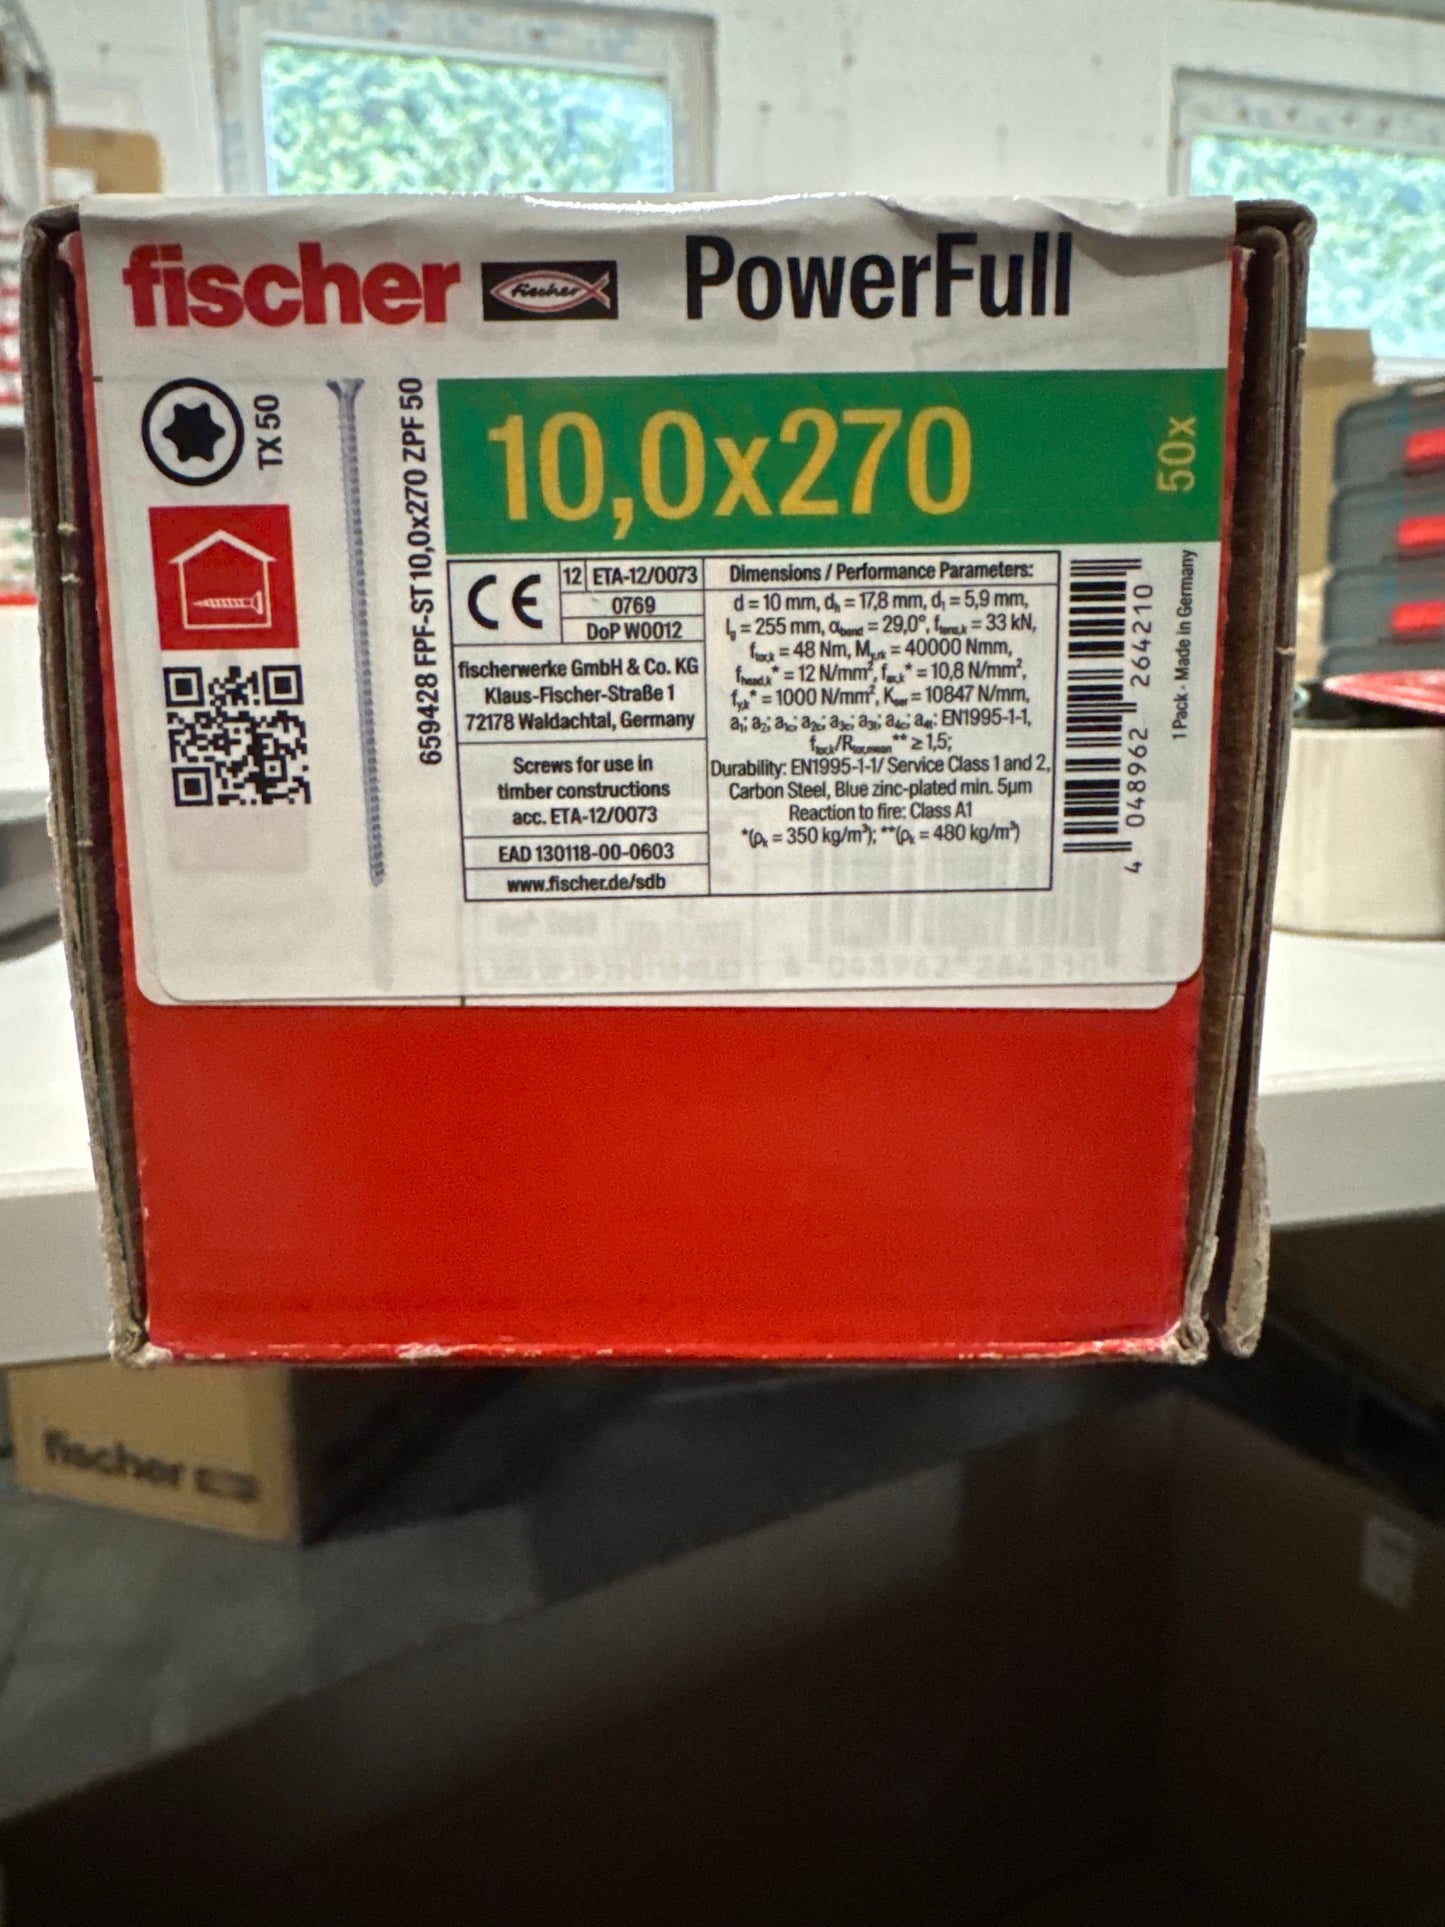 fischer fischer PowerFull
TX 50
659428 FPF-ST 10,0x270 ZPF 50
10,0x270
50x
CE
12 ETA-12/0073
0769
DoP W0012
fischerwerke GmbH & Co. KG
Klaus-Fischer-Straße 1
72178 Waldachtal, Germany
Screws for use in
timber constructions
acc. ETA-12/0073
EAD 130118-00-0603
www.fischer.de/sdb
Dimensions / Performance Parameters:
d = 10 mm, dₕ = 17,8 mm, d₁ = 5,9 mm,
lg = 255 mm, αbend = 29,0°, ftens,k = 33 kN,
ftor,k = 48 Nm, My,rk = 40000 Nmm,
fhead,k* = 12 N/mm², fax,k* = 10,8 N/mm²,
fy,k* = 1000 N/mm², Kser = 10847 N/mm,
a₁; a₂; a₁c; a₂c; a₃c; a₃t; a₄c; a₄t: EN1995-1-1,
ftor,k/Rtor,mean** ≥ 1,5;
Durability: EN1995-1-1/ Service Class 1 and 2,
Carbon Steel, Blue zinc-plated min. 5µm
Reaction to fire: Class A1
*(ρk = 350 kg/m³); **(ρk = 480 kg/m³)
4 048962 264210
1 Pack - Made in Germany
fischer